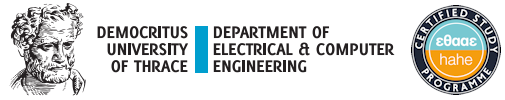 DEMOCRITUS
UNIVERSITY
OF THRACE
DEPARTMENT OF
ELECTRICAL & COMPUTER
ENGINEERING
CERTIFIED STUDY
εθααε
hahe
PROGRAMME